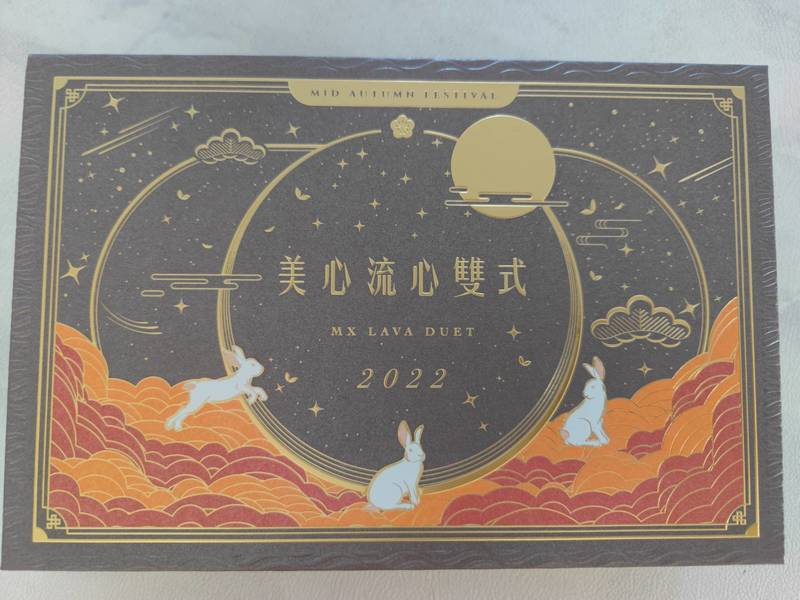 MID AUTUMN FESTIVAL
美心流心雙式
MX LAVA DUET
2022